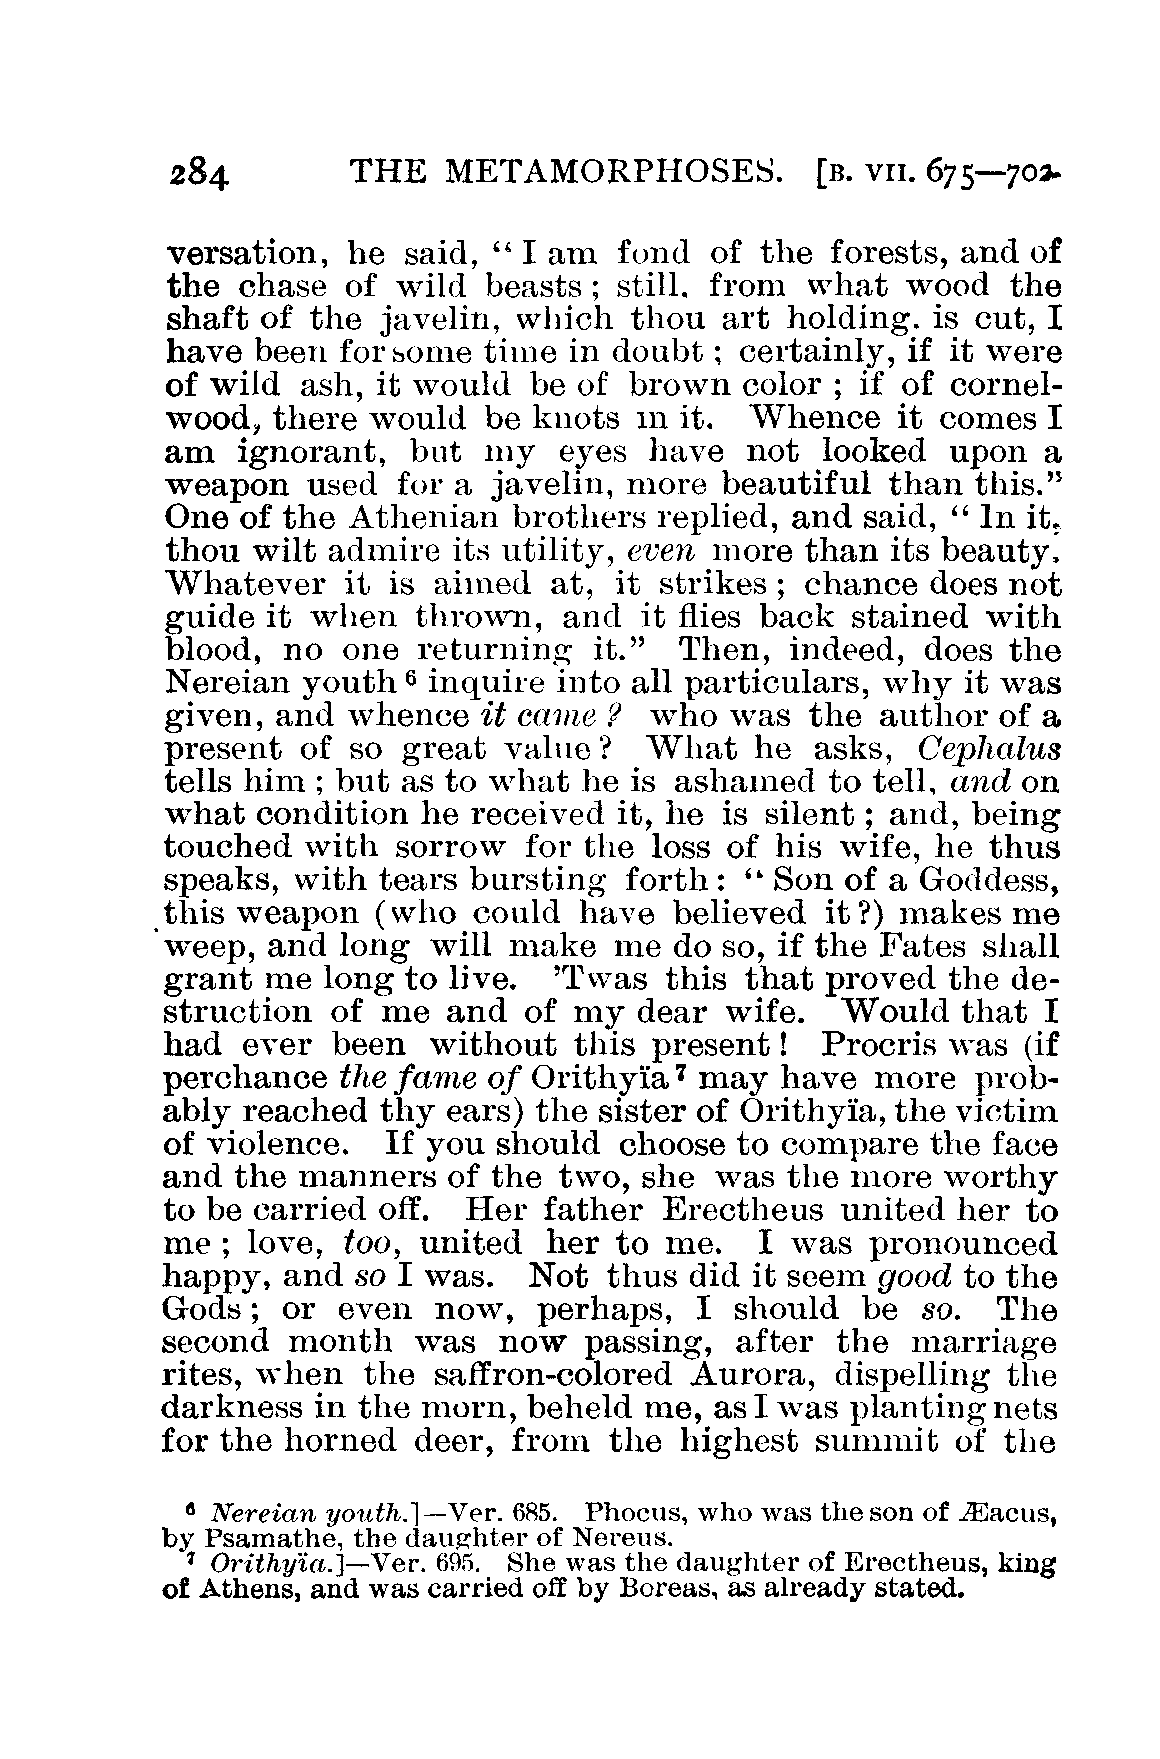 284 THE METAMORPHOSES. [B. VII. 675—702.
versation, he said, “ I am fond of the forests, and of
the chase of wild beasts ; still. from what wood the
shaft of the javelin, which thou art holding. is cut, I
have been for some time in doubt ; certainly, if it were
of wild ash, it would be of brown color ; if of cornel-
wood, there would be knots in it. Whence it comes I
am ignorant, but my eyes have not looked upon a
weapon used for a javelin, more beautiful than this.”
One of the Athenian brothers replied, and said, “ In it,
thou wilt admire its utility, even more than its beauty.
Whatever it is aimed at, it strikes ; chance does not
guide it when thrown, and it flies back stained with
blood, no one returning it.” Then, indeed, does the
Nereian youth 6 inquire into all particulars, why it was
given, and whence it came ? who was the author of a
present of so great value? What he asks, Cephalus
tells him ; but as to what he is ashamed to tell, and on
what condition he received it, he is silent ; and, being
touched with sorrow for the loss of his wife, he thus
speaks, with tears bursting forth : “ Son of a Goddess,
this weapon (who could have believed it ?) makes me
weep, and long will make me do so, if the Fates shall
grant me long to live. ’Twas this that proved the de-
struction of me and of my dear wife. Would that I
had ever been without this present ! Procris was (if
perchance the fame of Orithyïa 7 may have more prob-
ably reached thy ears) the sister of Orithyïa, the victim
of violence. If you should choose to compare the face
and the manners of the two, she was the more worthy
to be carried off. Her father Erectheus united her to
me ; love, too, united her to me. I was pronounced
happy, and so I was. Not thus did it seem good to the
Gods ; or even now, perhaps, I should be so. The
second month was now passing, after the marriage
rites, when the saffron-colored Aurora, dispelling the
darkness in the morn, beheld me, as I was planting nets
for the horned deer, from the highest summit of the
6 Nereian youth.]—Ver. 685. Phocus, who was the son of Æacus,
by Psamathe, the daughter of Nereus.
7 Orithyïa.]—Ver. 695. She was the daughter of Erectheus, king
of Athens, and was carried off by Boreas, as already stated.